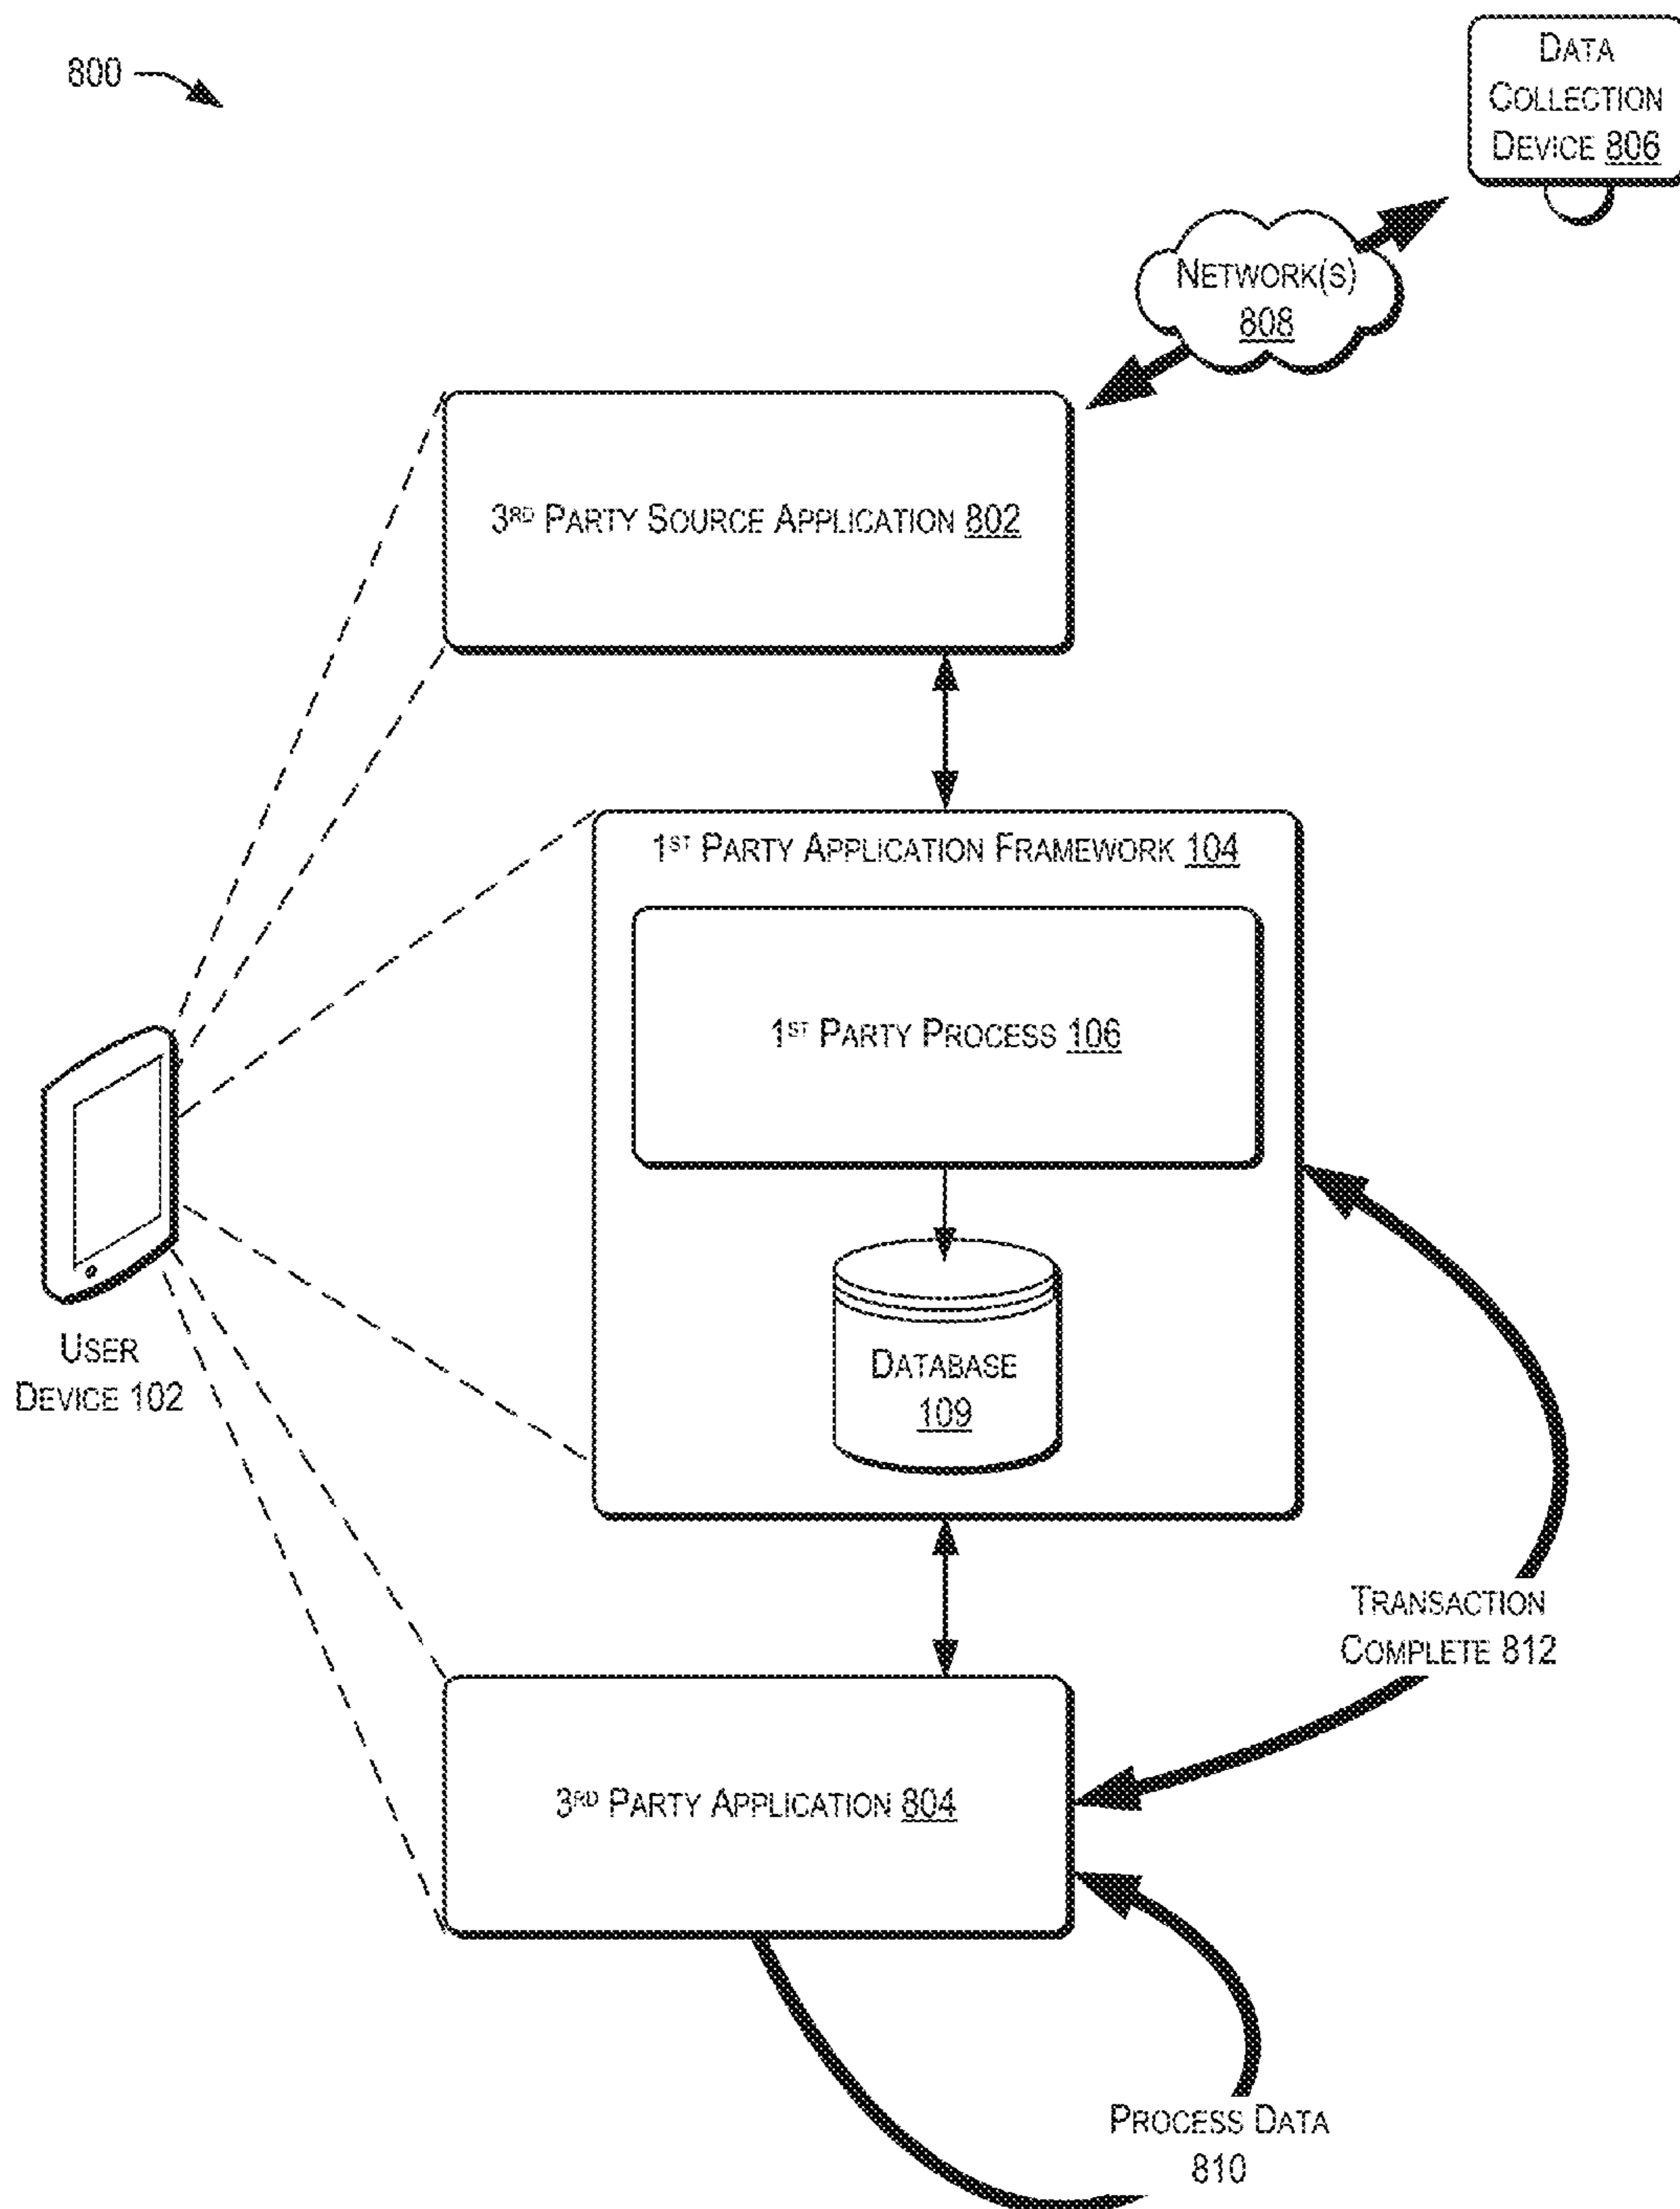 800
DATA
COLLECTION
DEVICE 806
NETWORK(S)
808
3RD PARTY SOURCE APPLICATION 802
1ST PARTY APPLICATION FRAMEWORK 104
1ST PARTY PROCESS 106
DATABASE
109
USER
DEVICE 102
TRANSACTION
COMPLETE 812
3RD PARTY APPLICATION 804
PROCESS DATA
810